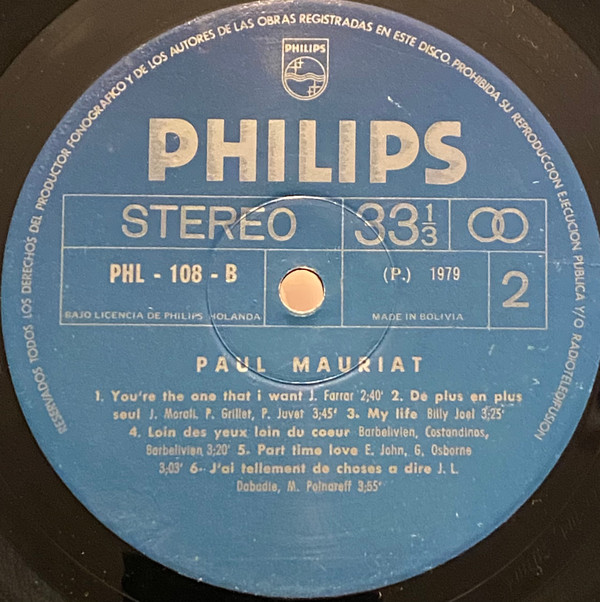 RESERVADOS TODOS LOS DERECHOS DEL PRODUCTOR FONOGRAFICO Y DE LOS AUTORES DE LAS OBRAS REGISTRADAS EN ESTE DISCO. PROHIBIDA SU REPRODUCCION EJECUCION PUBLICA Y/O RADIOTELEDIFUSION
PHILIPS
PHILIPS
STEREO 33 1/3
PHL - 108 - B (P.) 1979 2
BAJO LICENCIA DE PHILIPS HOLANDA MADE IN BOLIVIA
PAUL MAURIAT
1. You're the one that i want J. Farrar 2;40' 2. De plus en plus
seul J. Morali, P. Grillet, P. Juvet 3;45' 3. My life Billy Joel 3;25'
4. Loin des yeux loin du coeur Barbelivien, Costandinos,
Barbelivien 3;20' 5. Part time love E. John, G. Osborne
3;03' 6. J'ai tellement de choses a dire J. L.
Dabadie, M. Polnareff 3;55'